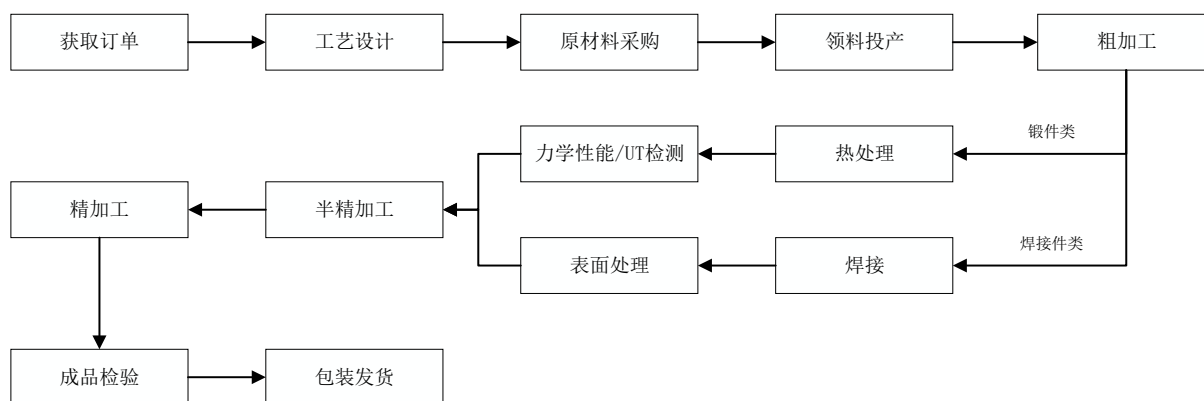 获取订单
工艺设计
原材料采购
领料投产
粗加工
锻件类
力学性能/UT检测
热处理
精加工
半精加工
焊接件类
表面处理
焊接
成品检验
包装发货